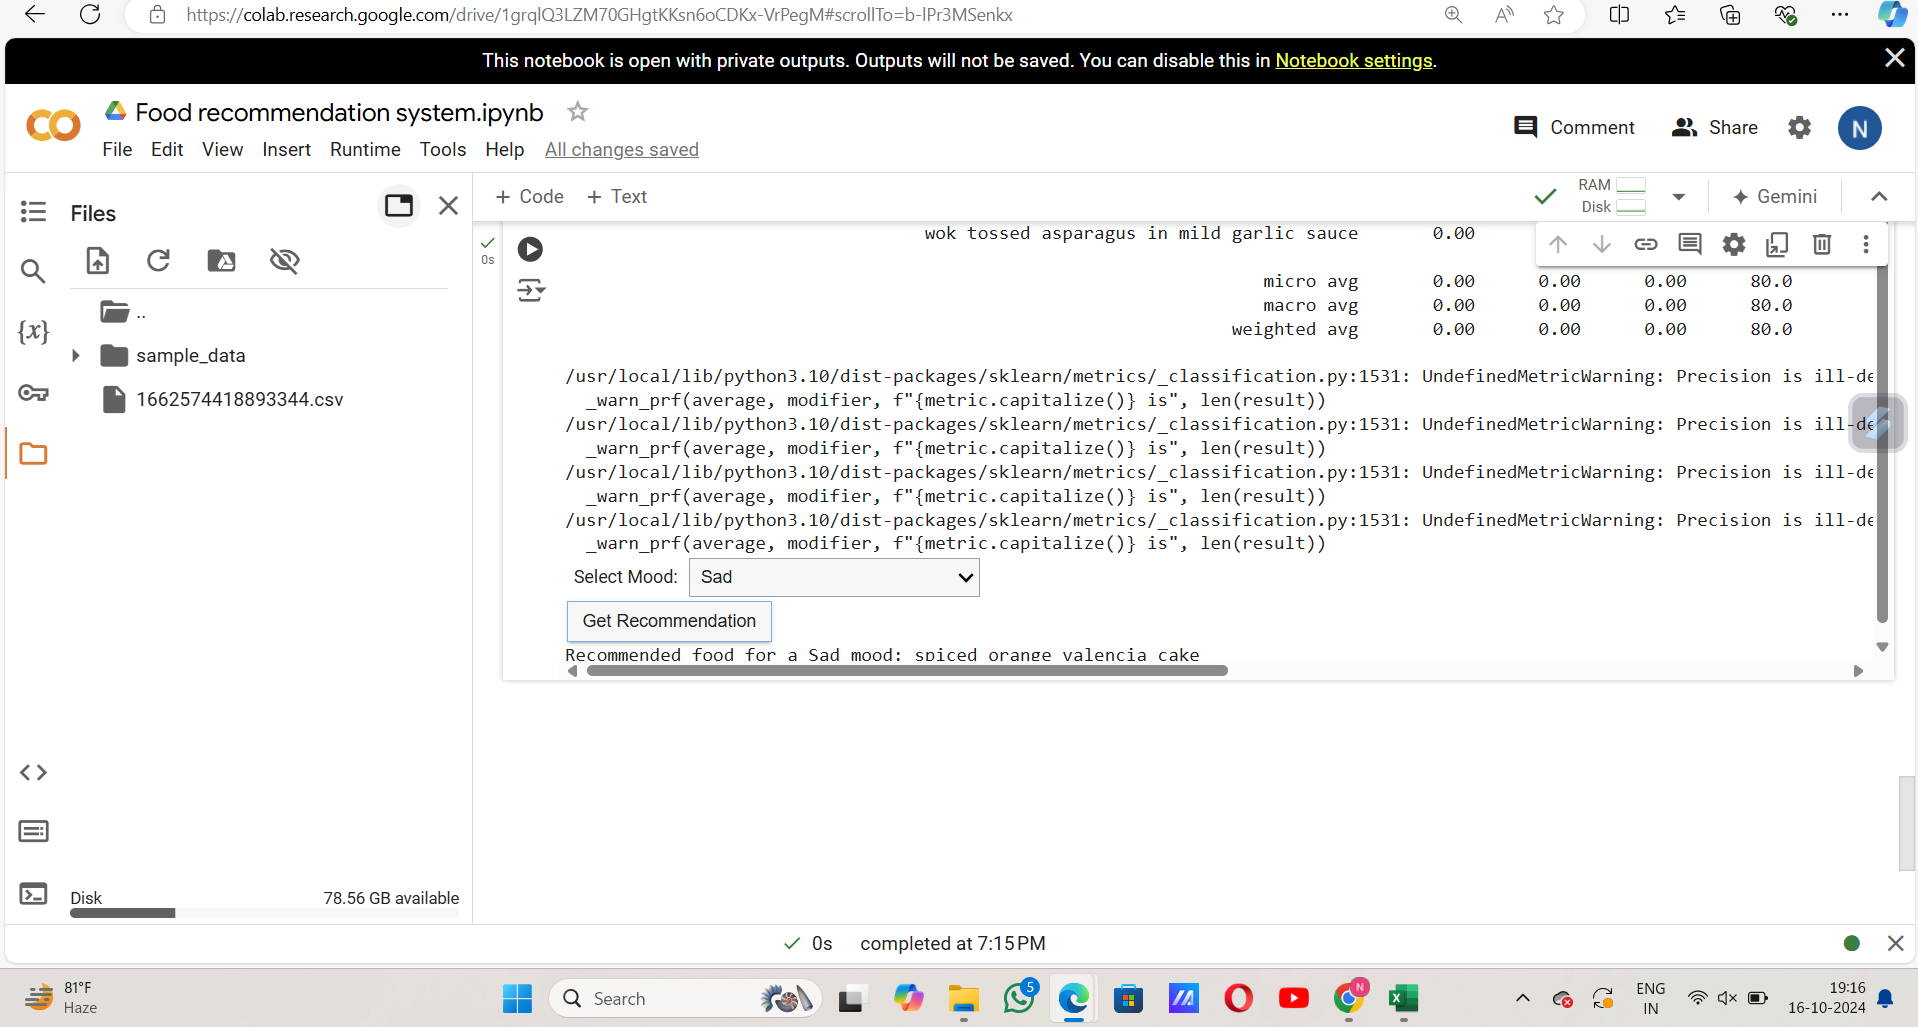 https://colab.research.google.com/drive/1grqlQ3LZM70GHgtKKsn6oCDKx-VrPegM#scrollTo=b-lPr3MSenkx
This notebook is open with private outputs. Outputs will not be saved. You can disable this in Notebook settings.
CO
Food recommendation system.ipynb
File Edit View Insert Runtime Tools Help All changes saved
Comment Share N
Files
+ Code + Text
RAM
Disk
Gemini
..
sample_data
1662574418893344.csv
{x}
0s
wok tossed asparagus in mild garlic sauce 0.00
micro avg 0.00 0.00 0.00 80.0
macro avg 0.00 0.00 0.00 80.0
weighted avg 0.00 0.00 0.00 80.0
/usr/local/lib/python3.10/dist-packages/sklearn/metrics/_classification.py:1531: UndefinedMetricWarning: Precision is ill-de
_warn_prf(average, modifier, f"{metric.capitalize()} is", len(result))
/usr/local/lib/python3.10/dist-packages/sklearn/metrics/_classification.py:1531: UndefinedMetricWarning: Precision is ill-de
_warn_prf(average, modifier, f"{metric.capitalize()} is", len(result))
/usr/local/lib/python3.10/dist-packages/sklearn/metrics/_classification.py:1531: UndefinedMetricWarning: Precision is ill-de
_warn_prf(average, modifier, f"{metric.capitalize()} is", len(result))
/usr/local/lib/python3.10/dist-packages/sklearn/metrics/_classification.py:1531: UndefinedMetricWarning: Precision is ill-de
_warn_prf(average, modifier, f"{metric.capitalize()} is", len(result))
Select Mood: Sad
Get Recommendation
Recommended food for a Sad mood: spiced orange valencia cake
Disk 78.56 GB available
0s completed at 7:15 PM
81°F
Haze
Search
5
N
ENG
IN
19:16
16-10-2024